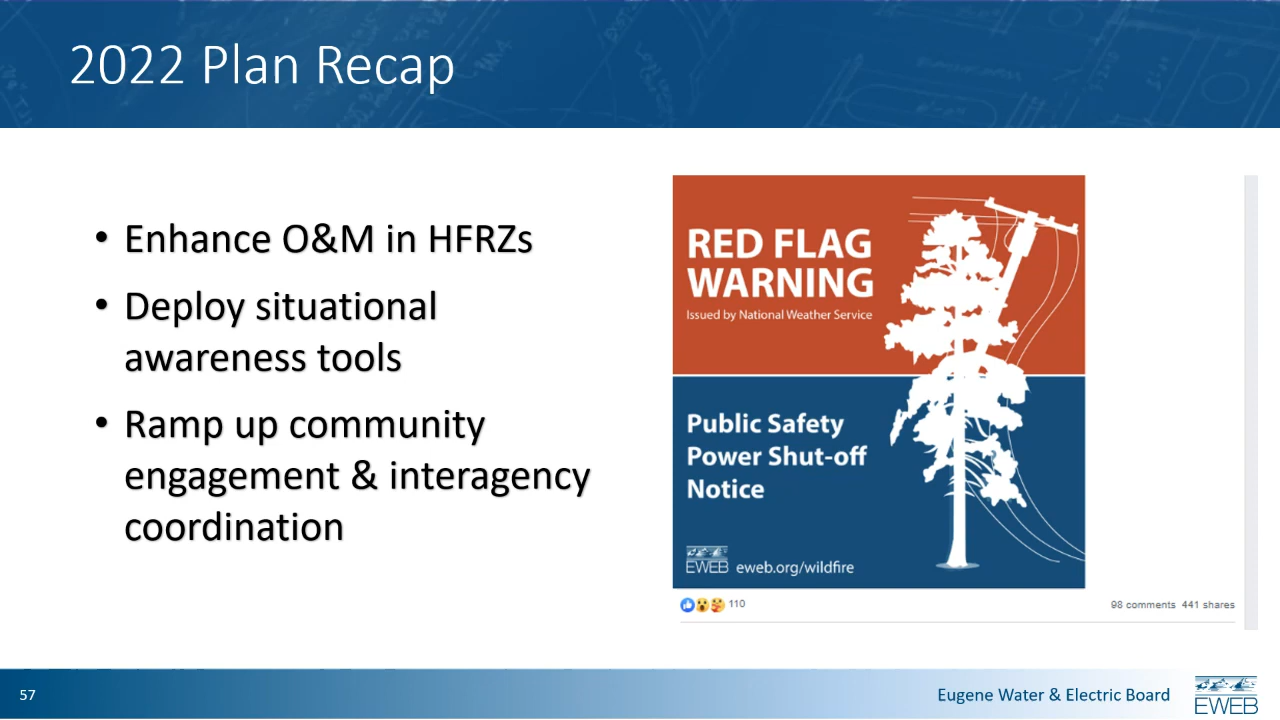 2022 Plan Recap
• Enhance O&M in HFRZs
• Deploy situational
awareness tools
• Ramp up community
engagement & interagency
coordination
RED FLAG
WARNING
Issued by National Weather Service
Public Safety
Power Shut-off
Notice
EWEB eweb.org/wildfire
110
98 comments 441 shares
57
Eugene Water & Electric Board
EWEB